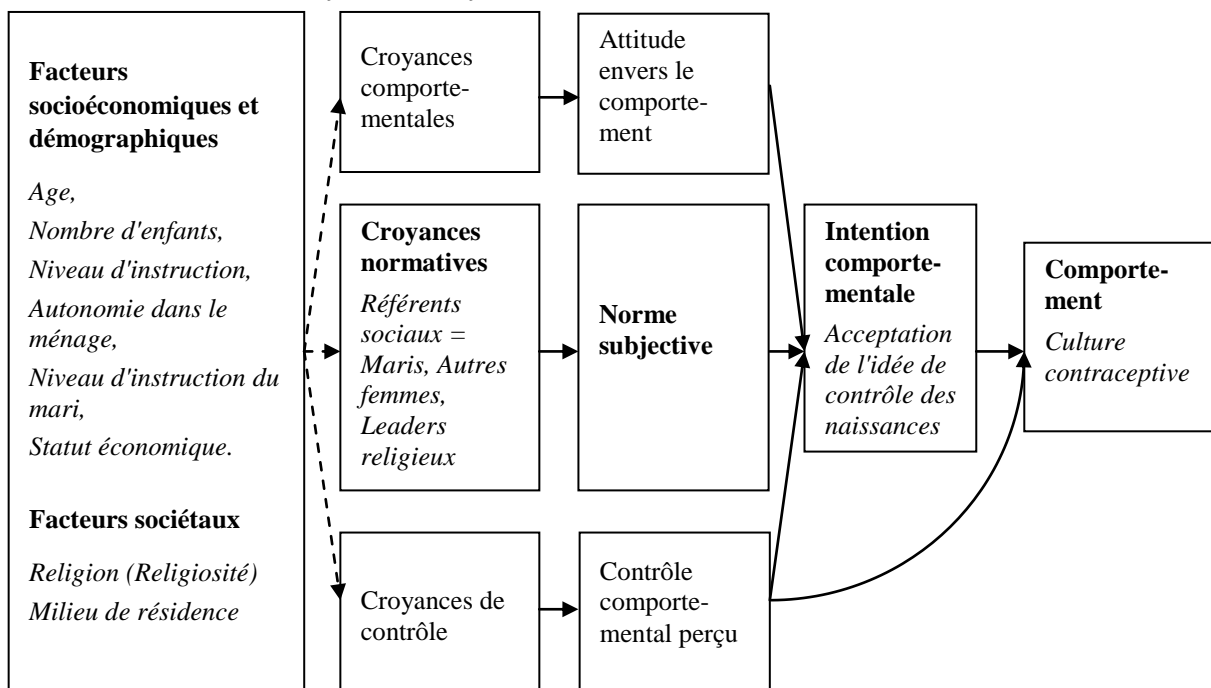 Facteurs
socioéconomiques et
démographiques
Age,
Nombre d'enfants,
Niveau d'instruction,
Autonomie dans le
ménage,
Niveau d'instruction du
mari,
Statut économique.
Facteurs sociétaux
Religion (Religiosité)
Milieu de résidence
Croyances
comporte-
mentales
Croyances
normatives
Référents
sociaux =
Maris, Autres
femmes,
Leaders
religieux
Croyances de
contrôle
Attitude
envers le
comporte-
ment
Norme
subjective
Contrôle
comporte-
mental perçu
Intention
comporte-
mentale
Acceptation
de l'idée de
contrôle des
naissances
Comporte-
ment
Culture
contraceptive